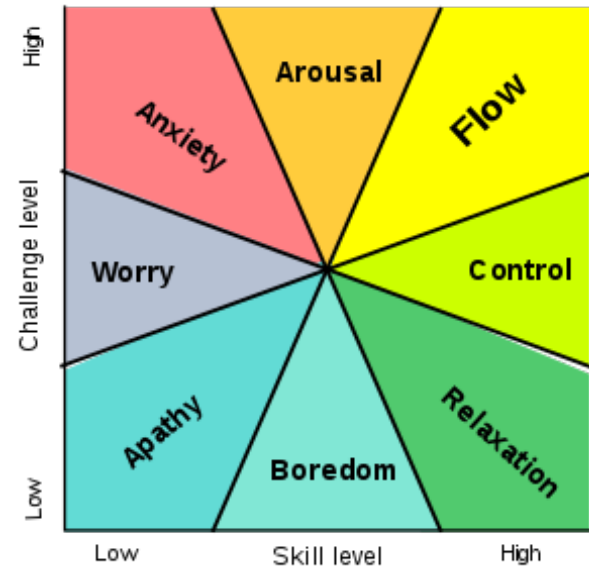 High
Arousal
Flow
Anxiety
Challenge level
Worry
Control
Apathy
Relaxation
Boredom
Low
Low
Skill level
High